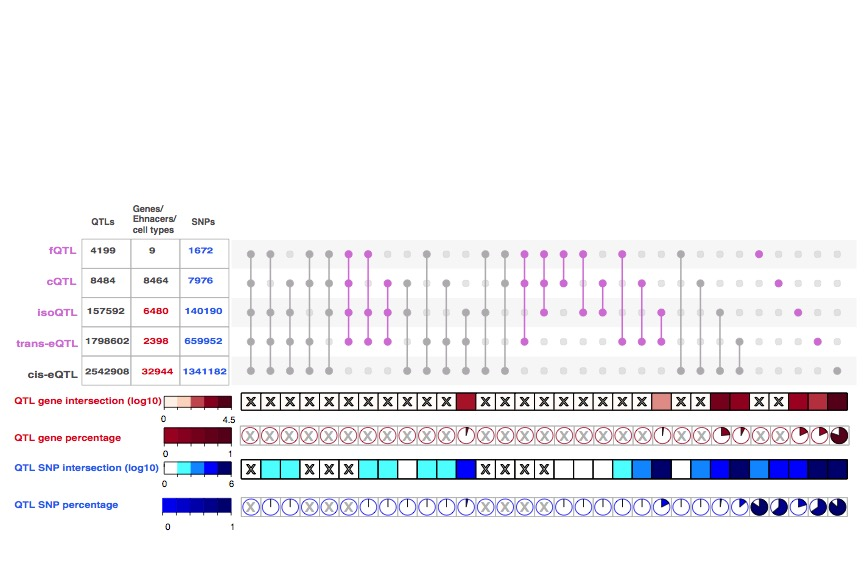 QTLs Genes/ Ehnacers/ cell types SNPs
fQTL 4199 9 1672
cQTL 8484 8464 7976
isoQTL 157592 6480 140190
trans-eQTL 1798602 2398 659952
cis-eQTL 2542908 32944 1341182
QTL gene intersection (log10)
0 4.5
QTL gene percentage
0 1
QTL SNP intersection (log10)
0 6
QTL SNP percentage
0 1